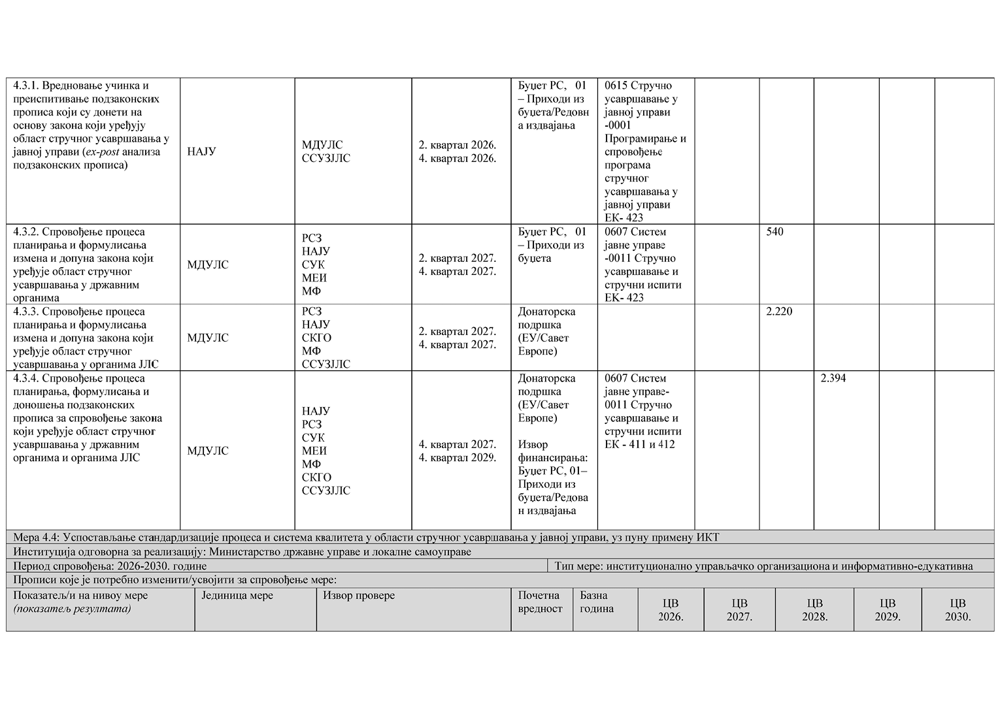 4.3.1. Вредновање учинка и
преиспитивање подзаконских
прописа који су донети на
основу закона који уређују
област стручног усавршавања у
јавној управи (ex-post анализа
подзаконских прописа)
НАЈУ
МДУЛС
ССУЗЈЛС
2. квартал 2026.
4. квартал 2026.
Буџет РС, 01
– Приходи из
буџета/Редовн
а издвајања
0615 Стручно
усавршавање у
јавној управи
-0001
Програмирање и
спровођење
програма
стручног
усавршавања у
јавној управи
ЕК- 423
4.3.2. Спровођење процеса
планирања и формулисања
измена и допуна закона који
уређује област стручног
усавршавања у државним
органима
МДУЛС
РСЗ
НАЈУ
СУК
МЕИ
МФ
2. квартал 2027.
4. квартал 2027.
Буџет РС, 01
– Приходи из
буџета
0607 Систем
јавне управе
-0011 Стручно
усавршавање и
стручни испити
ЕК- 423
540
4.3.3. Спровођење процеса
планирања и формулисања
измена и допуна закона који
уређује област стручног
усавршавања у органима ЈЛС
МДУЛС
РСЗ
НАЈУ
СКГО
МФ
ССУЗЈЛС
2. квартал 2027.
4. квартал 2027.
Донаторска
подршка
(ЕУ/Савет
Европе)
2.220
4.3.4. Спровођење процеса
планирања, формулисања и
доношења подзаконских
прописа за спровођење закона
који уређује област стручног
усавршавања у државним
органима и органима ЈЛС
МДУЛС
НАЈУ
РСЗ
СУК
МЕИ
МФ
СКГО
ССУЗЈЛС
4. квартал 2027.
4. квартал 2029.
Донаторска
подршка
(ЕУ/Савет
Европе)
Извор
финансирања:
Буџет РС, 01–
Приходи из
буџета/Редова
н издвајања
0607 Систем
јавне управе-
0011 Стручно
усавршавање и
стручни испити
ЕК - 411 и 412
2.394
Мера 4.4: Успостављање стандардизације процеса и система квалитета у области стручног усавршавања у јавној управи, уз пуну примену ИКТ
Институција одговорна за реализацију: Министарство државне управе и локалне самоуправе
Период спровођења: 2026-2030. године
Тип мере: институционално управљачко организациона и информативно-едукативна
Прописи које је потребно изменити/усвојити за спровођење мере:
Показатељ/и на нивоу мере
(показатељ резултата)
Јединица мере
Извор провере
Почетна
вредност
Базна
година
ЦВ
2026.
ЦВ
2027.
ЦВ
2028.
ЦВ
2029.
ЦВ
2030.